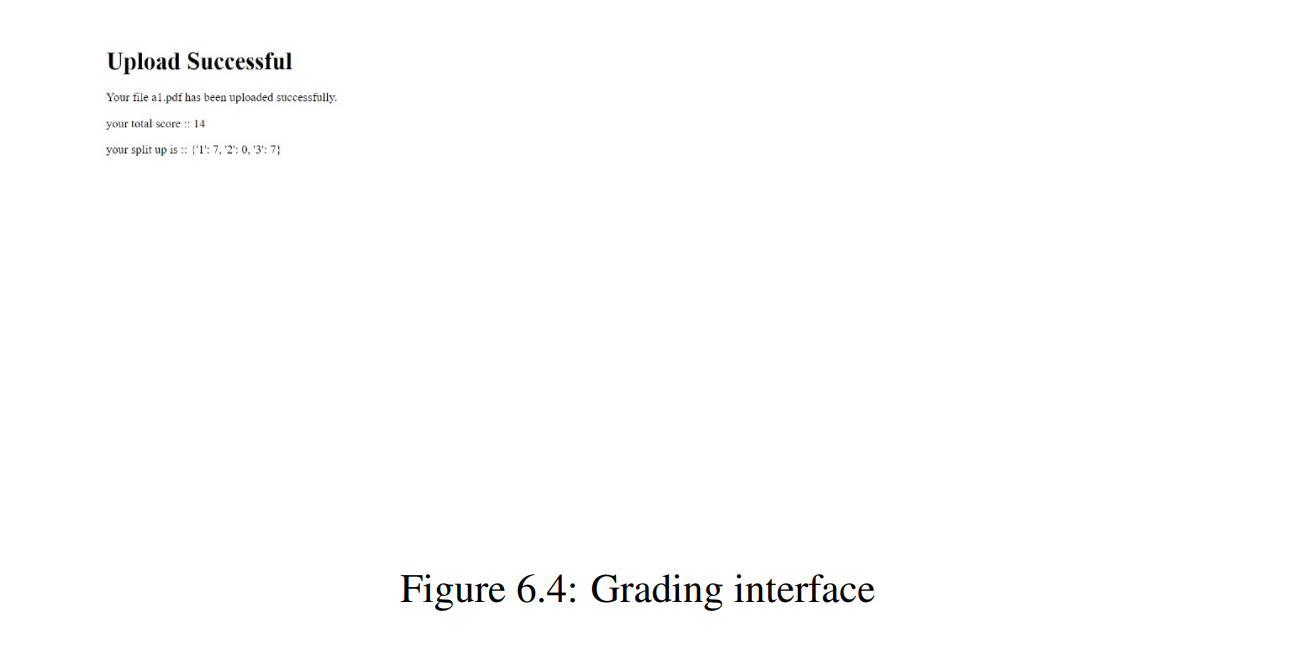 Upload Successful
Your file a1.pdf has been uploaded successfully.
your total score :: 14
your split up is :: {'1': 7, '2': 0, '3': 7}
Figure 6.4: Grading interface